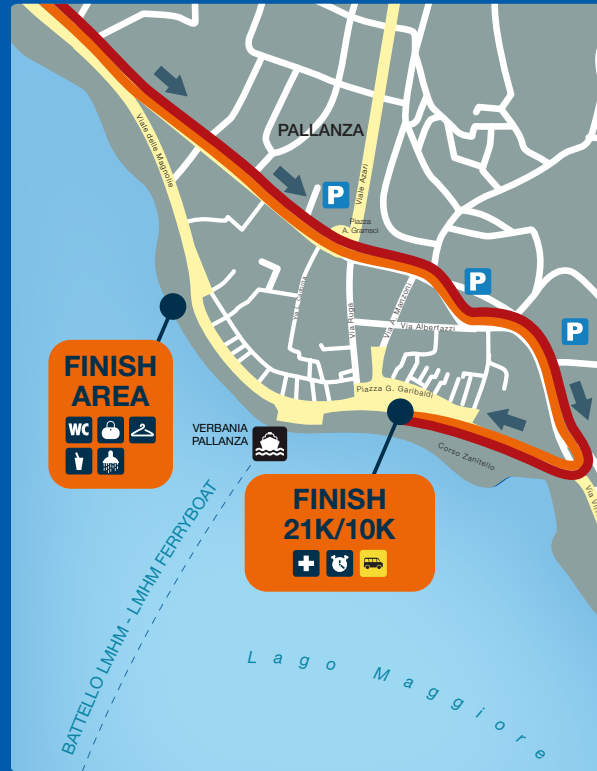 Viale delle Magnolie
PALLANZA
Viale Azari
P
Piazza
A. Gramsci
P
P
Via Ruga
Via A. Manzoni
Via Albertazzi
Piazza G. Garibaldi
Corso Zanitello
FINISH
AREA
WC
VERBANIA
PALLANZA
FINISH
21K/10K
BATTELLO LMHM - LMHM FERRYBOAT
Lago Maggiore